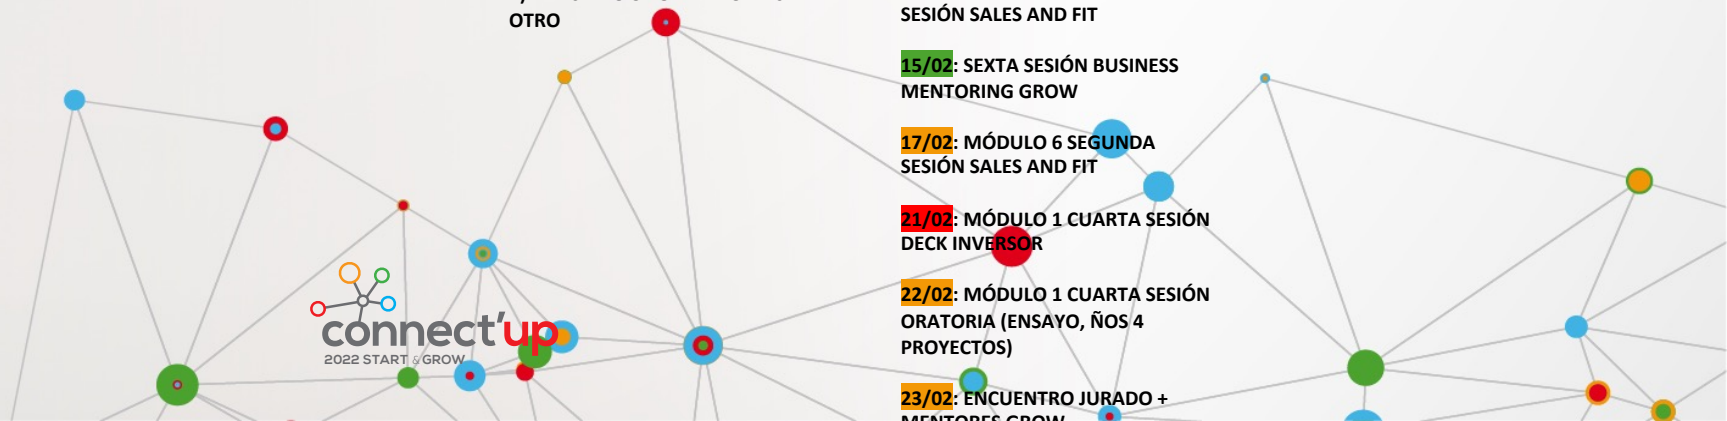 OTRO
SESIÓN SALES AND FIT
15/02: SEXTA SESIÓN BUSINESS
MENTORING GROW
17/02: MÓDULO 6 SEGUNDA
SESIÓN SALES AND FIT
21/02: MÓDULO 1 CUARTA SESIÓN
DECK INVERSOR
22/02: MÓDULO 1 CUARTA SESIÓN
ORATORIA (ENSAYO, ÑOS 4
PROYECTOS)
23/02: ENCUENTRO JURADO +
MENTORES GROW
connect'up
2022 START & GROW